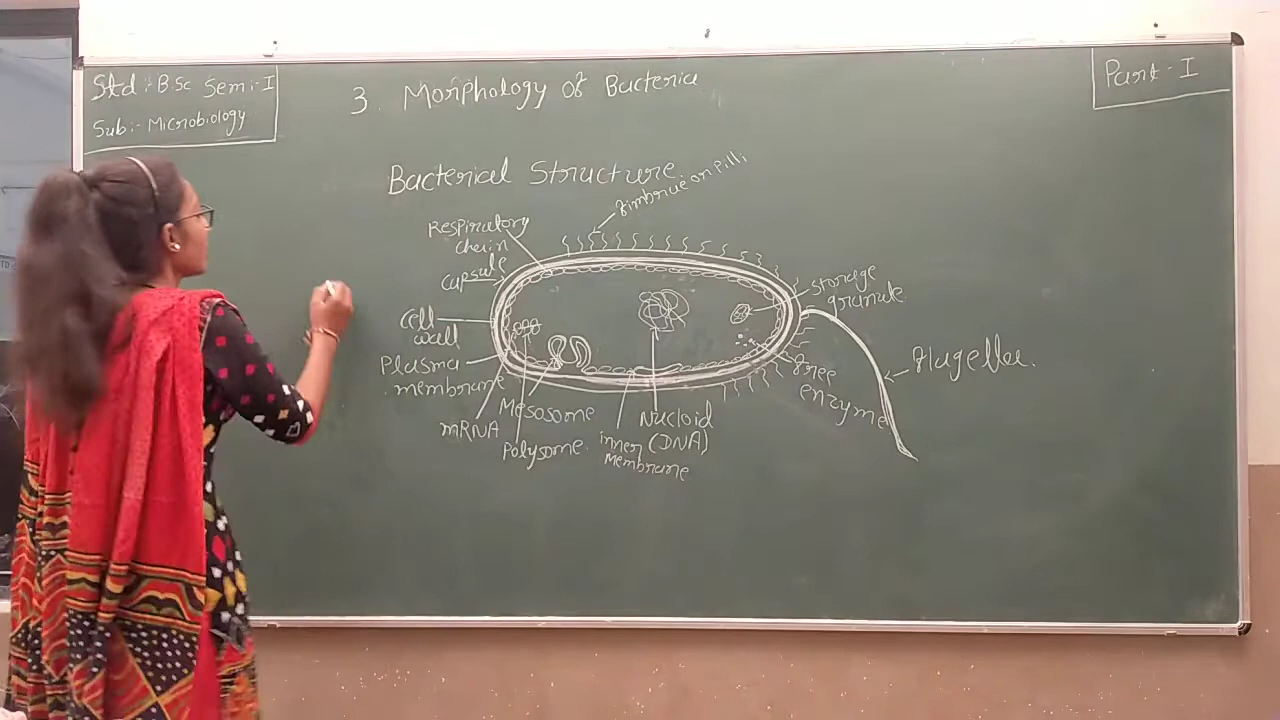 Std :- B.Sc Sem :- I
Sub :- Microbiology
Part - I
3. Morphology of Bacteria
Bacterial Structure.
fimbriae or Pilli
Respiratory
chain
capsule
cell
wall
Plasma
membrane
mRNA
Mesosome
Polysome.
inner
Membrane
Nucloid
(DNA)
storage
granule
free
enzyme
flagella.